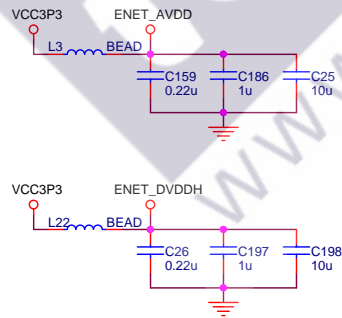 VCC3P3 ENET_AVDD
L3 BEAD
C159 C186 C25
0.22u 1u 10u
VCC3P3 ENET_DVDDH
L22 BEAD
C26 C197 C198
0.22u 1u 10u
WW